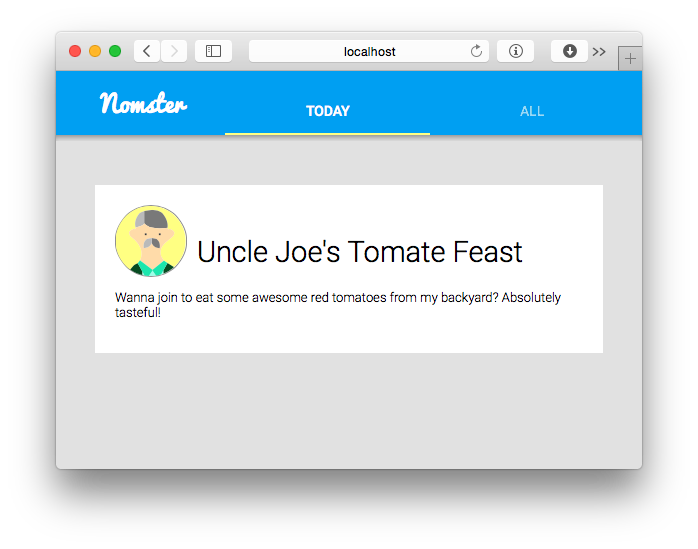 localhost
Nomster
TODAY
ALL
Uncle Joe's Tomate Feast
Wanna join to eat some awesome red tomatoes from my backyard? Absolutely
tasteful!